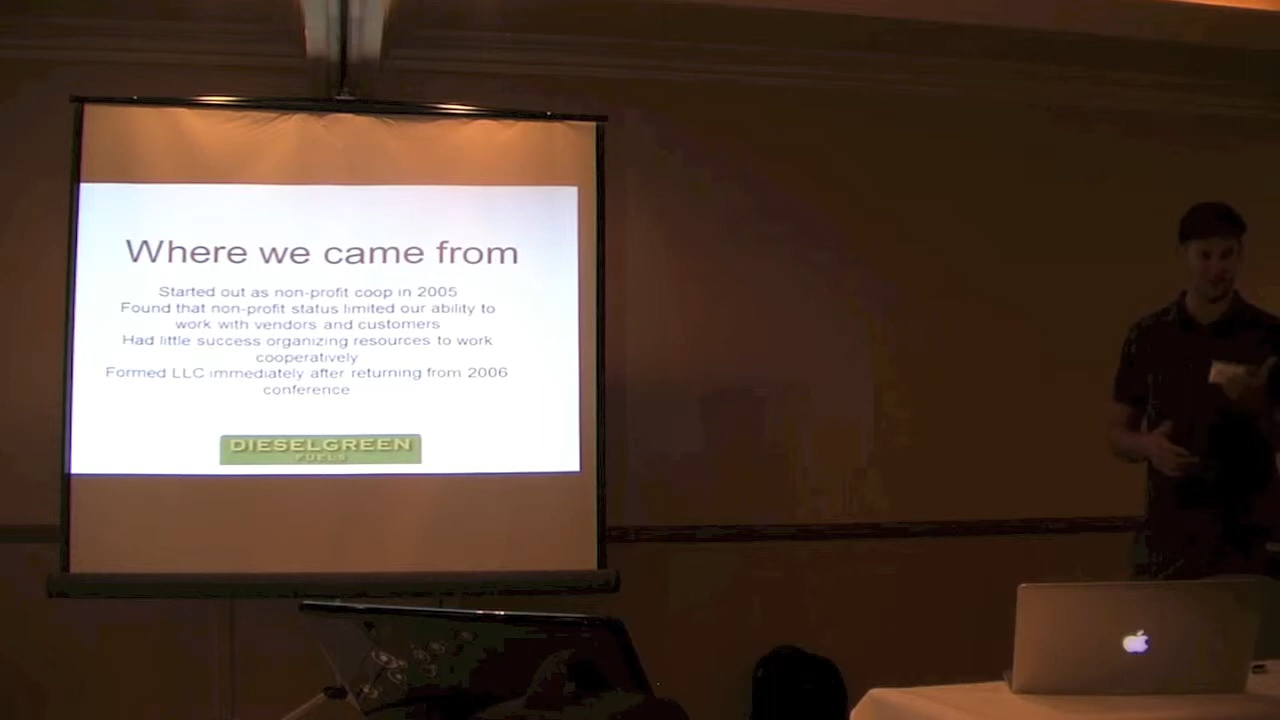 Where we came from
Started out as non-profit coop in 2005
Found that non-profit status limited our ability to
work with vendors and customers
Had little success organizing resources to work
cooperatively
Formed LLC immediately after returning from 2006
conference
DIESELGREEN
FUELS